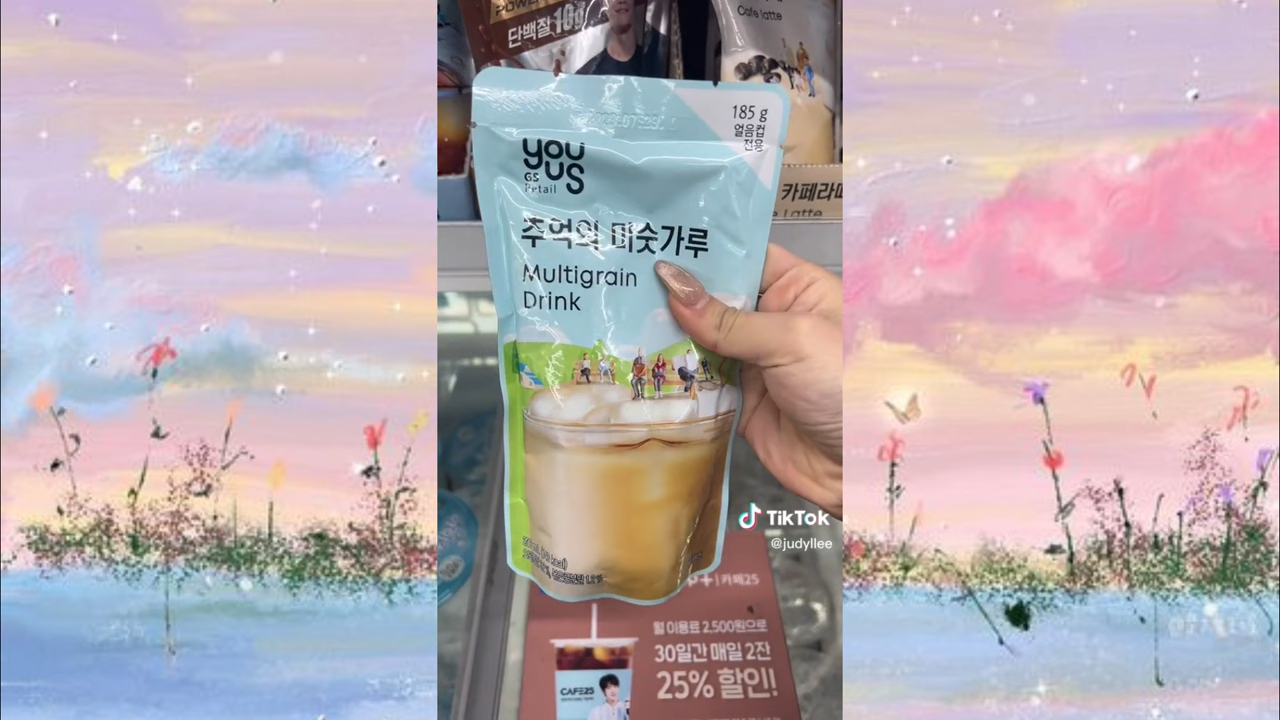 단백질 10g
Cafe latte
185 g
얼음컵
전용
you
us
GS
Retail
추억의 미숫가루
Multigrain
Drink
카페라떼
Latte
TikTok
@judyllee
카페25
월 이용료 2,500원으로
30일간 매일 2잔
25% 할인!
CAFE25